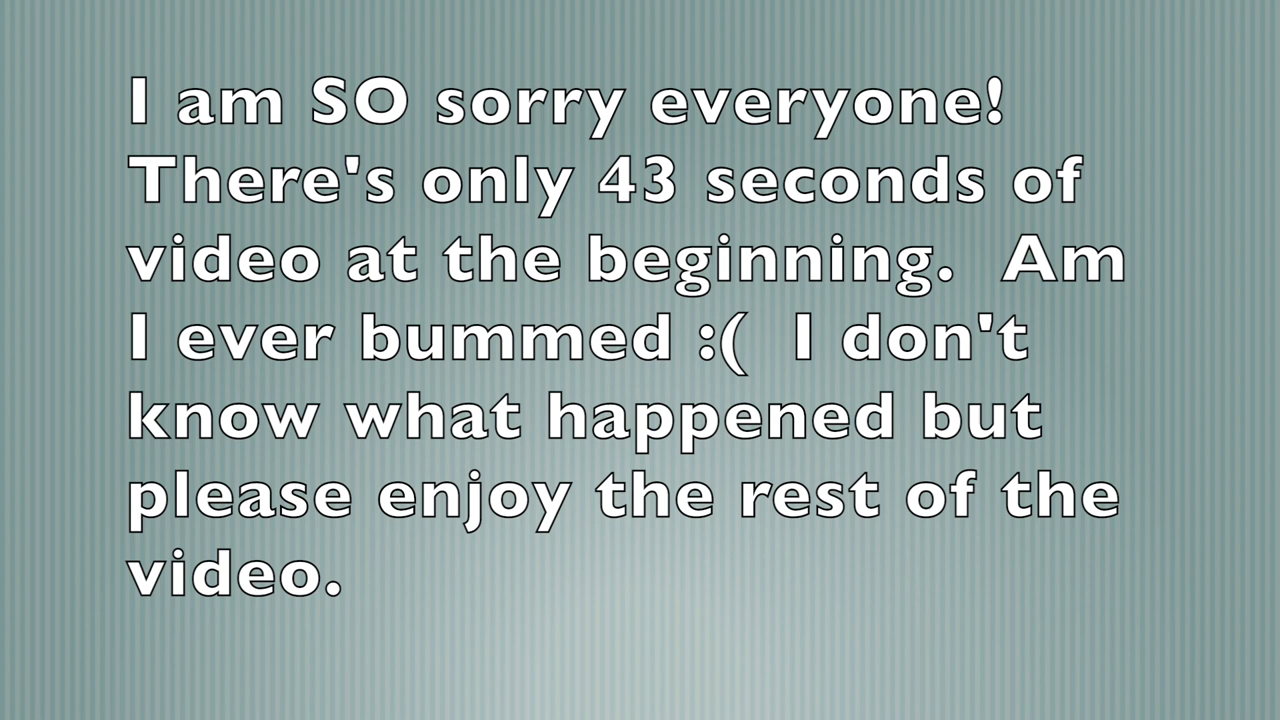 I am SO sorry everyone!
There's only 43 seconds of
video at the beginning.  Am
I ever bummed :(  I don't
know what happened but
please enjoy the rest of the
video.